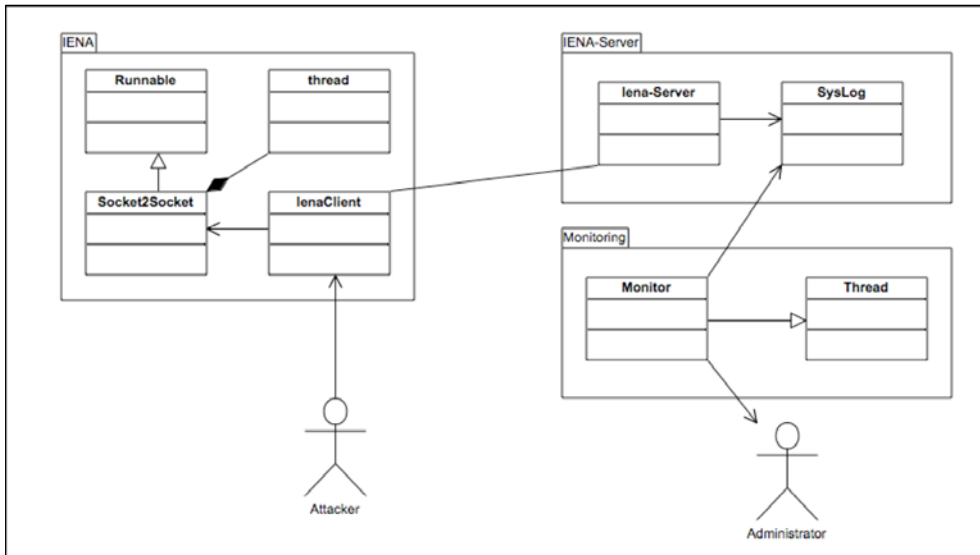 IENA
Runnable
thread
Socket2Socket
IenaClient
Attacker
IENA-Server
Iena-Server
SysLog
Monitoring
Monitor
Thread
Administrator